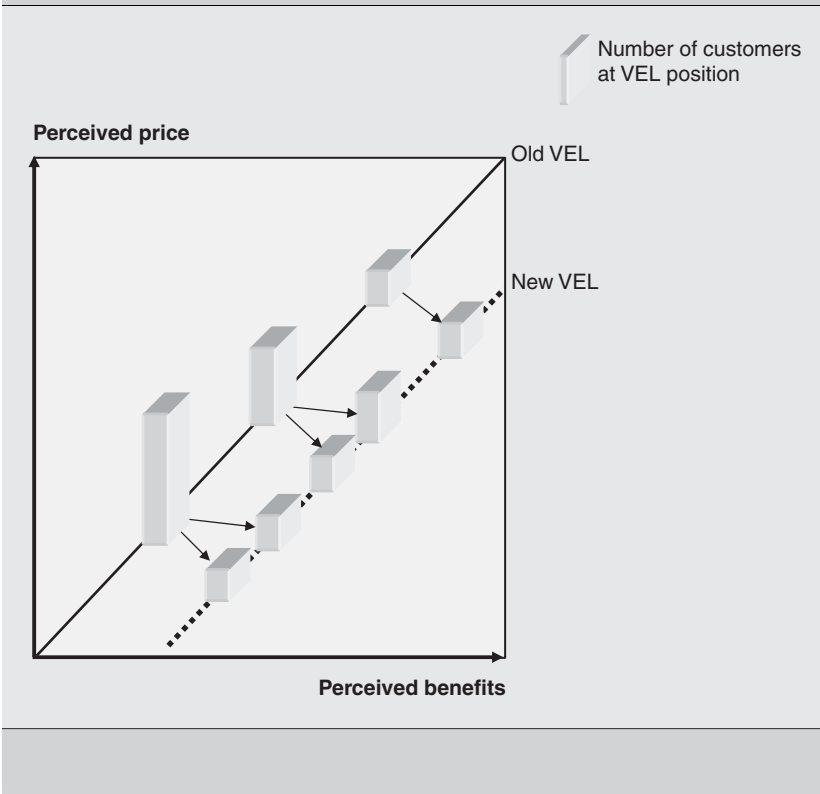 Number of customers
at VEL position
Perceived price
Old VEL
New VEL
Perceived benefits